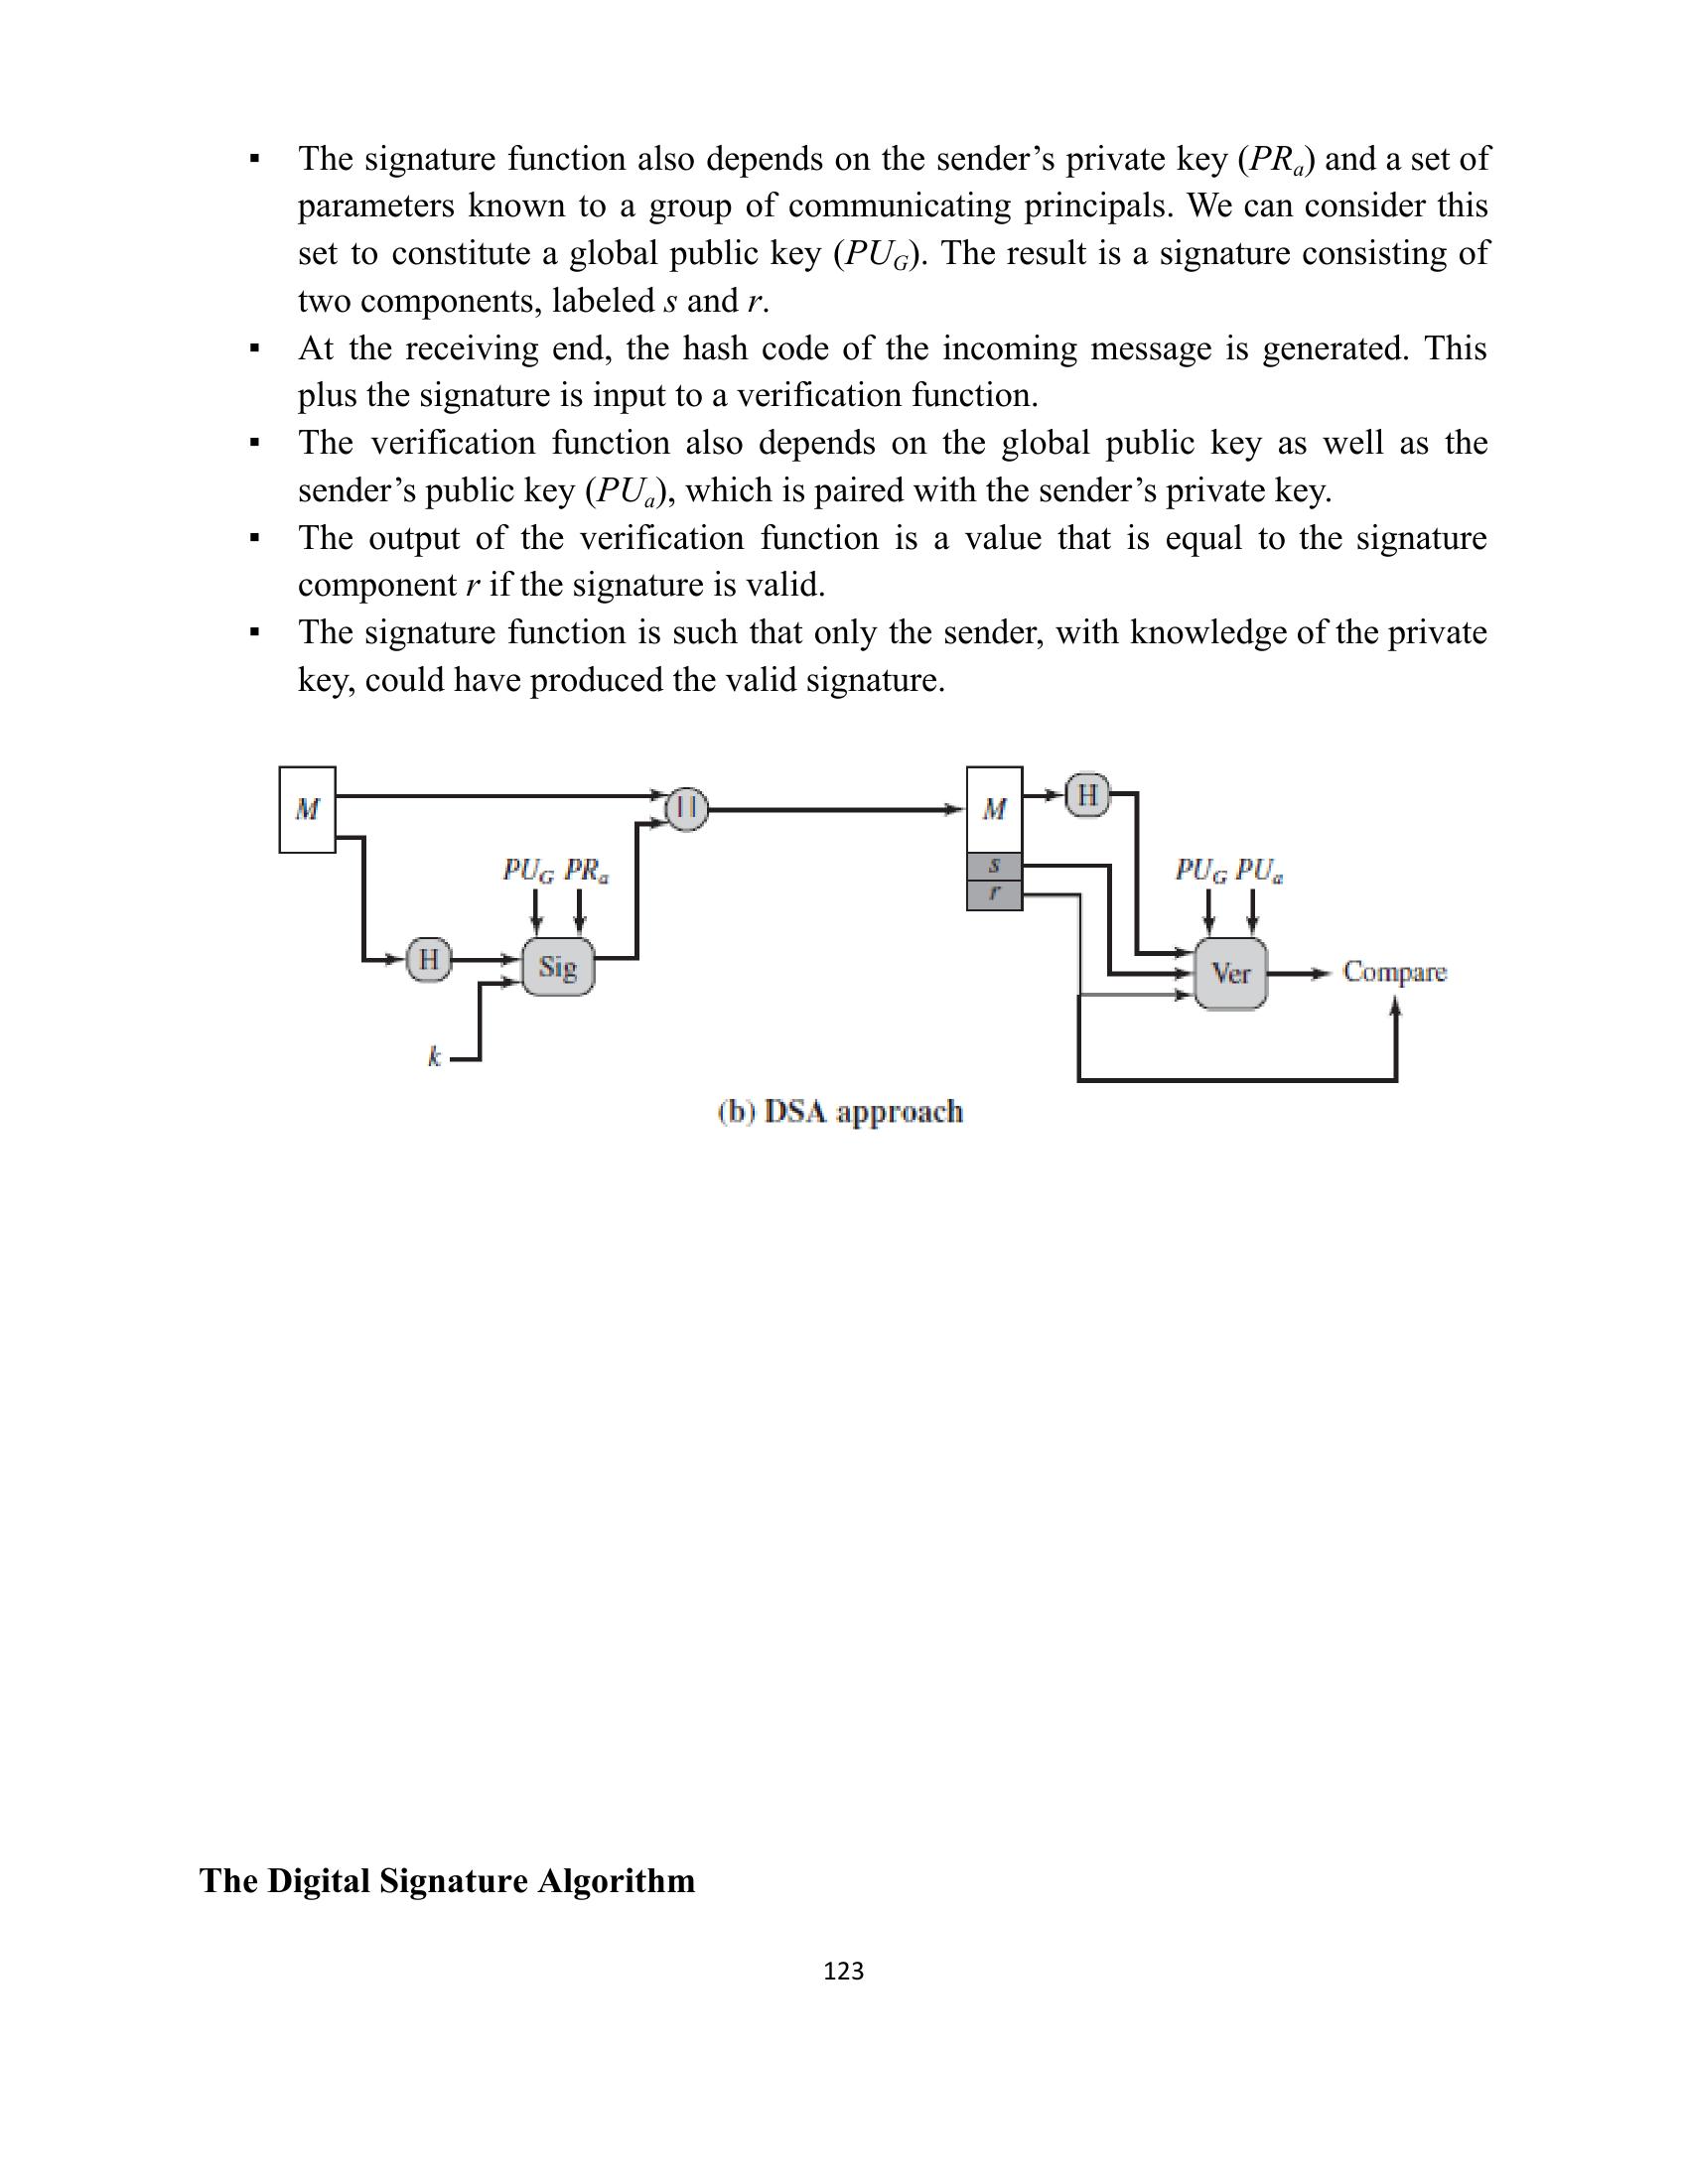 ▪ The signature function also depends on the sender’s private key (PRa) and a set of
parameters known to a group of communicating principals. We can consider this
set to constitute a global public key (PUG). The result is a signature consisting of
two components, labeled s and r.
▪ At the receiving end, the hash code of the incoming message is generated. This
plus the signature is input to a verification function.
▪ The verification function also depends on the global public key as well as the
sender’s public key (PUa), which is paired with the sender’s private key.
▪ The output of the verification function is a value that is equal to the signature
component r if the signature is valid.
▪ The signature function is such that only the sender, with knowledge of the private
key, could have produced the valid signature.
M
||
PUG PRa
H
Sig
k
M
s
r
H
PUG PUa
Ver
Compare
(b) DSA approach
The Digital Signature Algorithm
123